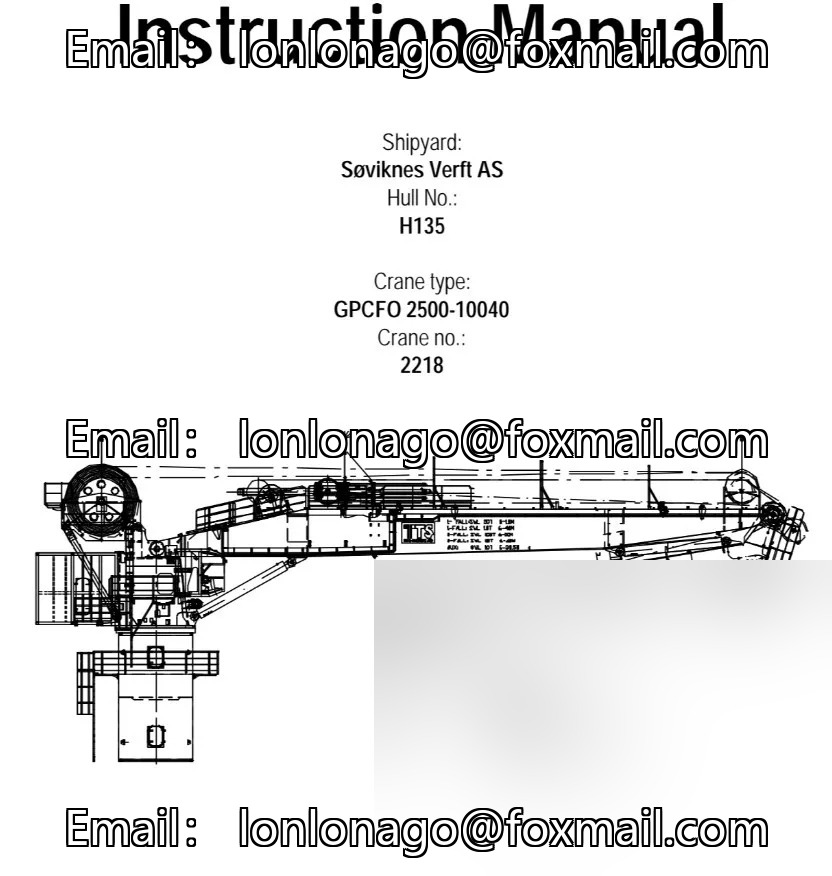 Instruction Manual
Email： lonlonago@foxmail.com
Shipyard:
Søviknes Verft AS
Hull No.:
H135
Crane type:
GPCFO 2500-10040
Crane no.:
2218
Email： lonlonago@foxmail.com
TTS
Email： lonlonago@foxmail.com